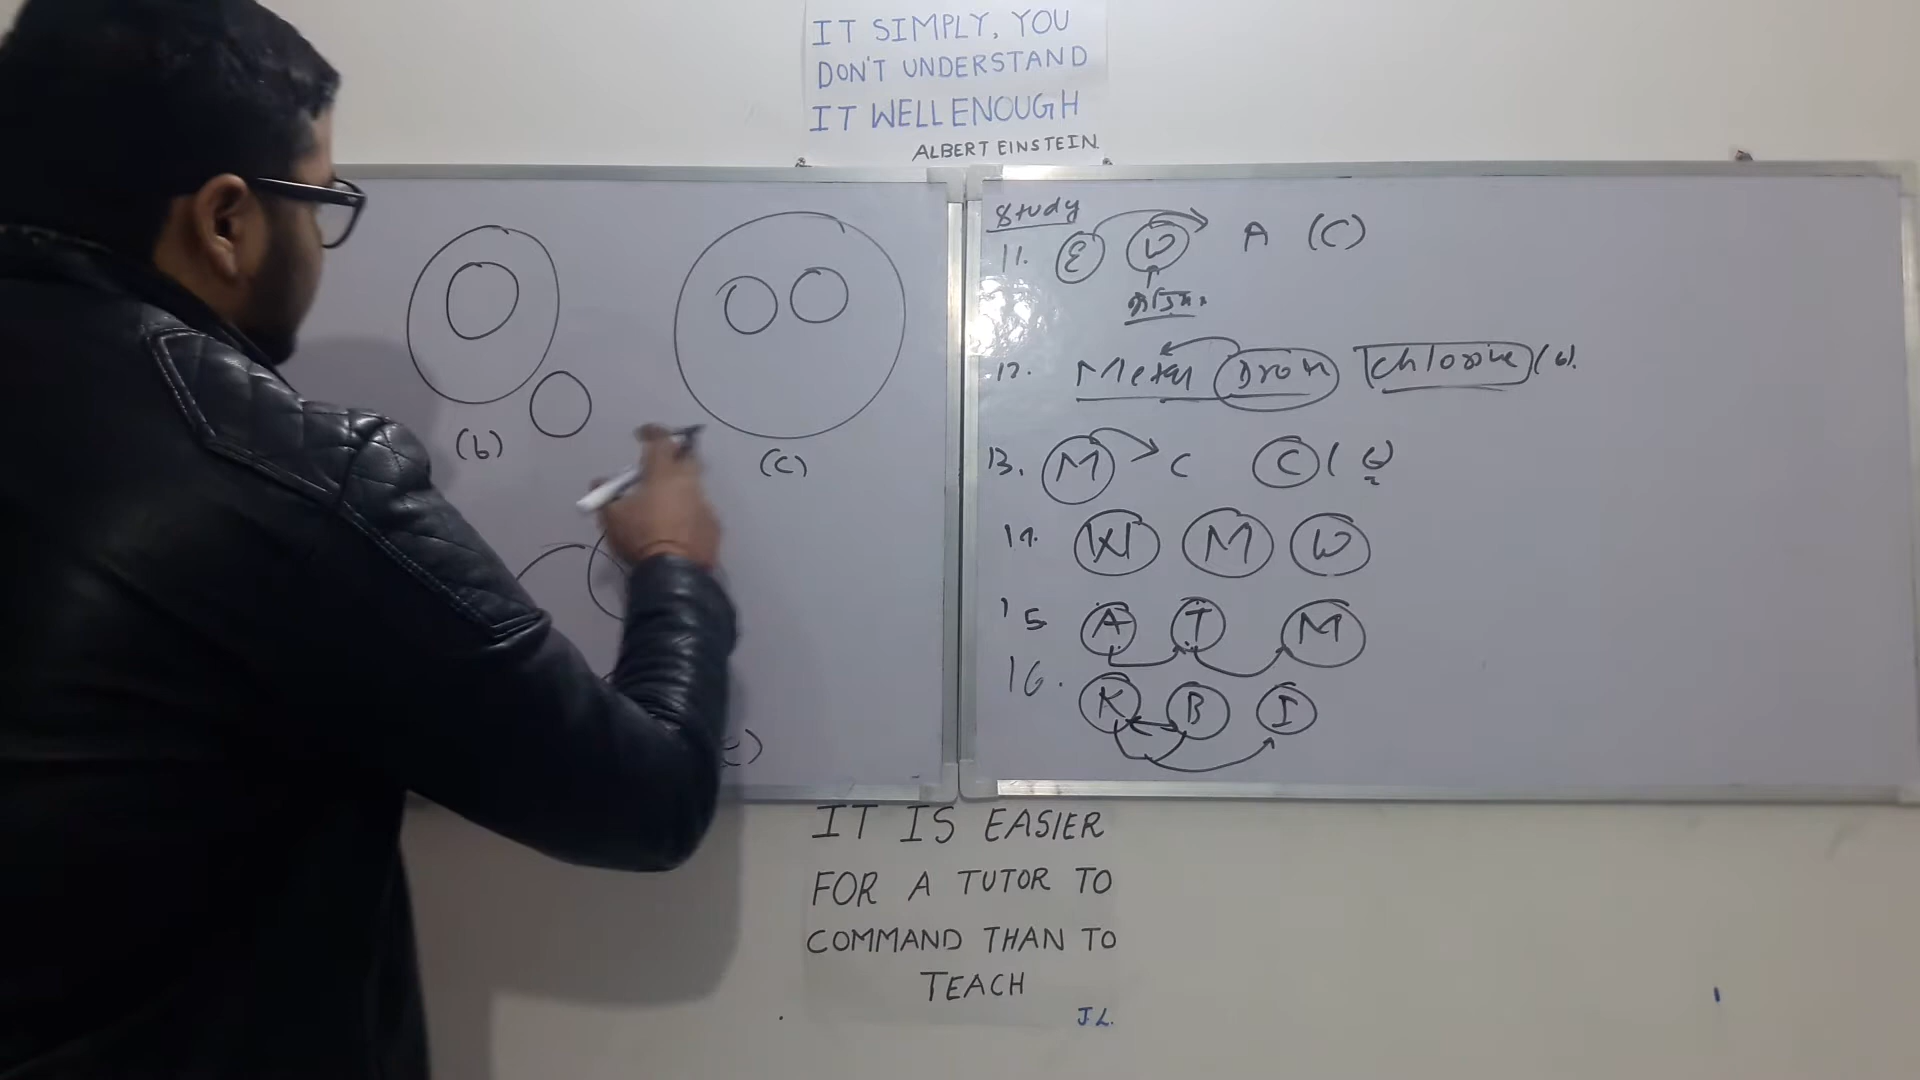 IT SIMPLY, YOU
DON'T UNDERSTAND
IT WELL ENOUGH
ALBERT EINSTEIN.
(b)
(c)
Study
11. E D A (C)
12. Metal Iron Chlorine (b).
13. M C C (
14. W M W
15 A T M
16. K B I
IT IS EASIER
FOR A TUTOR TO
COMMAND THAN TO
TEACH
J.L.